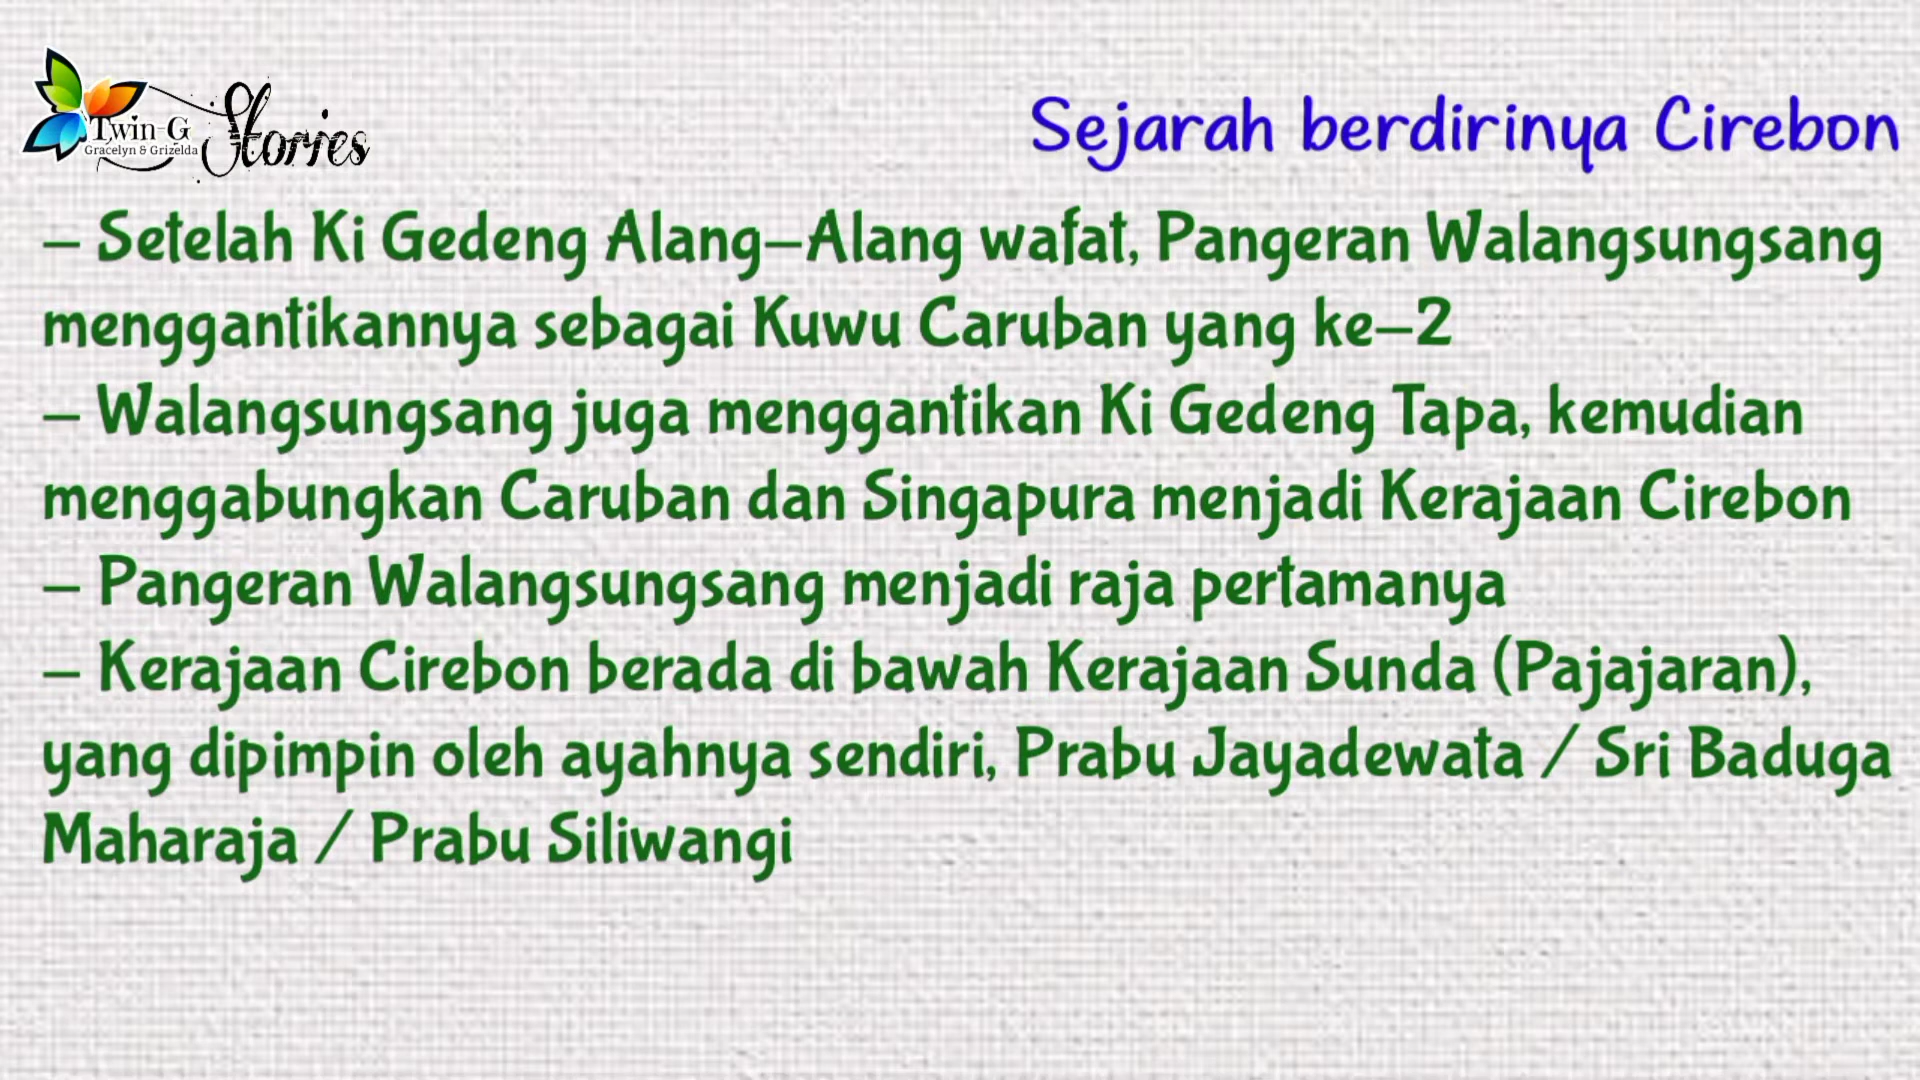 Twin-G Stories
Gracelyn & Grizelda
Sejarah berdirinya Cirebon
– Setelah Ki Gedeng Alang–Alang wafat, Pangeran Walangsungsang
menggantikannya sebagai Kuwu Caruban yang ke–2
– Walangsungsang juga menggantikan Ki Gedeng Tapa, kemudian
menggabungkan Caruban dan Singapura menjadi Kerajaan Cirebon
– Pangeran Walangsungsang menjadi raja pertamanya
– Kerajaan Cirebon berada di bawah Kerajaan Sunda (Pajajaran),
yang dipimpin oleh ayahnya sendiri, Prabu Jayadewata / Sri Baduga
Maharaja / Prabu Siliwangi